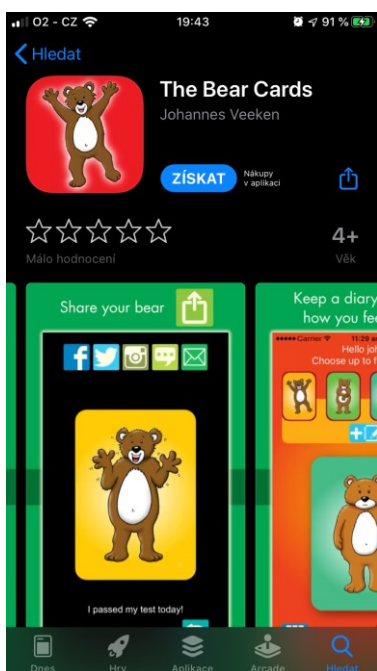 O2 - CZ 19:43 91 %
Hledat
The Bear Cards
Johannes Veeken
ZÍSKAT
Nákupy
v aplikaci
4+
Málo hodnocení
Věk
Share your bear
I passed my test today!
Keep a diary
how you fee
Carrier 11:29 a
Hello joh
Choose up to f
Dnes
Hry
Aplikace
Arcade
Hledat